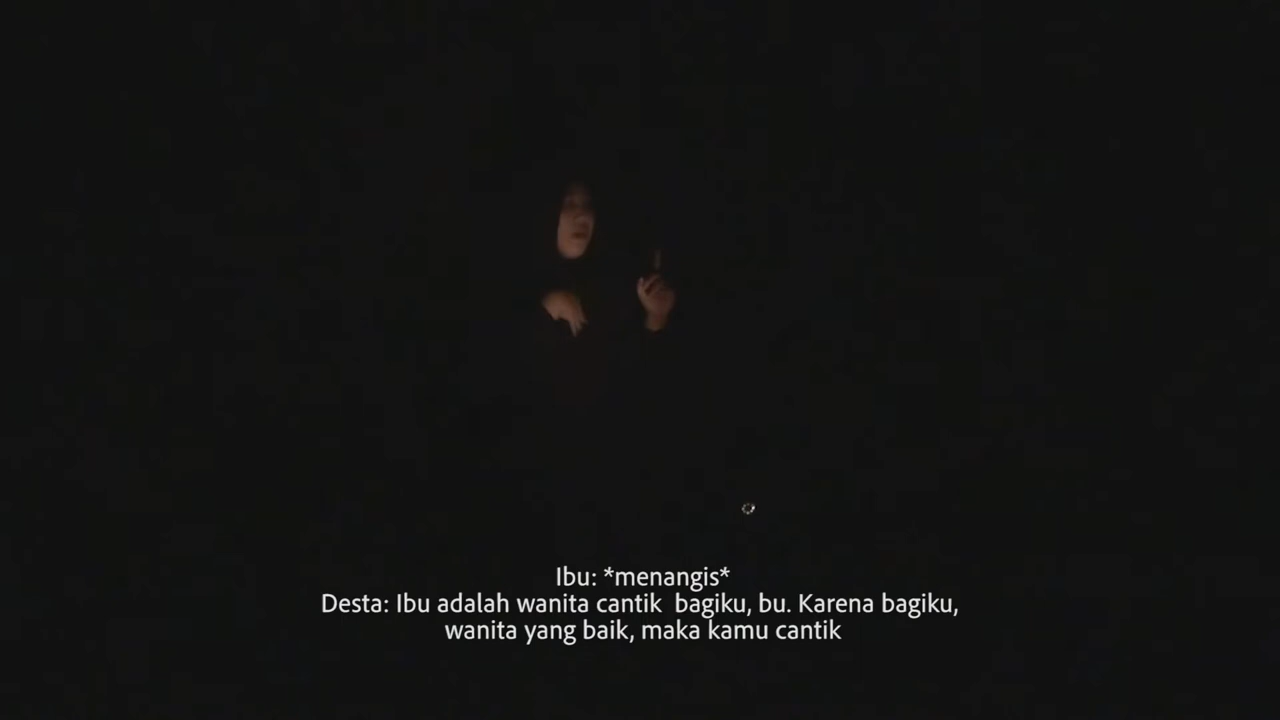 Ibu: *menangis*
Desta: Ibu adalah wanita cantik  bagiku, bu. Karena bagiku,
wanita yang baik, maka kamu cantik